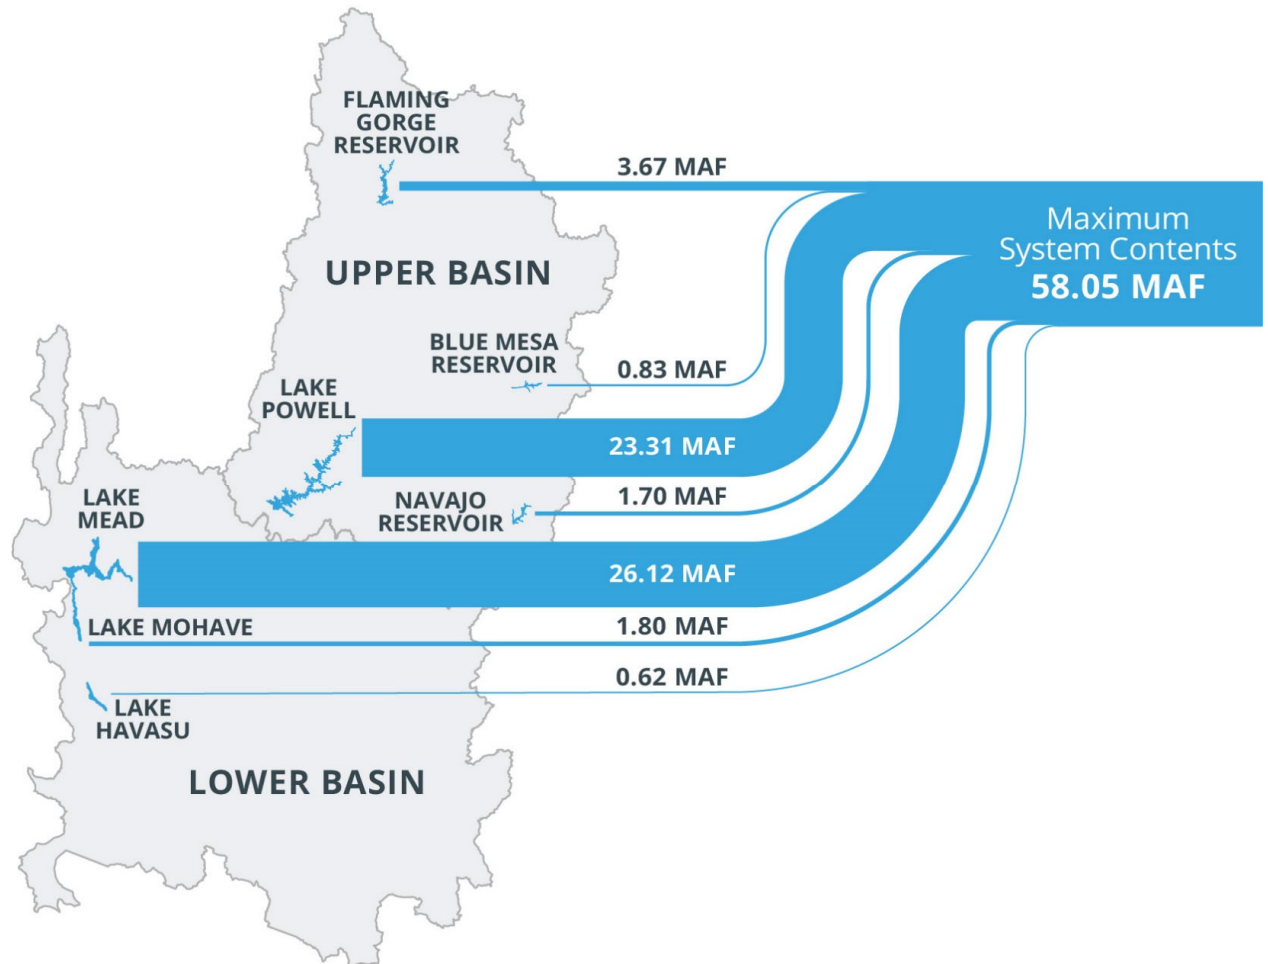 FLAMING
GORGE
RESERVOIR
3.67 MAF
Maximum
System Contents
58.05 MAF
UPPER BASIN
BLUE MESA
RESERVOIR
0.83 MAF
LAKE
POWELL
23.31 MAF
NAVAJO
RESERVOIR
1.70 MAF
LAKE
MEAD
26.12 MAF
LAKE MOHAVE
1.80 MAF
0.62 MAF
LAKE
HAVASU
LOWER BASIN